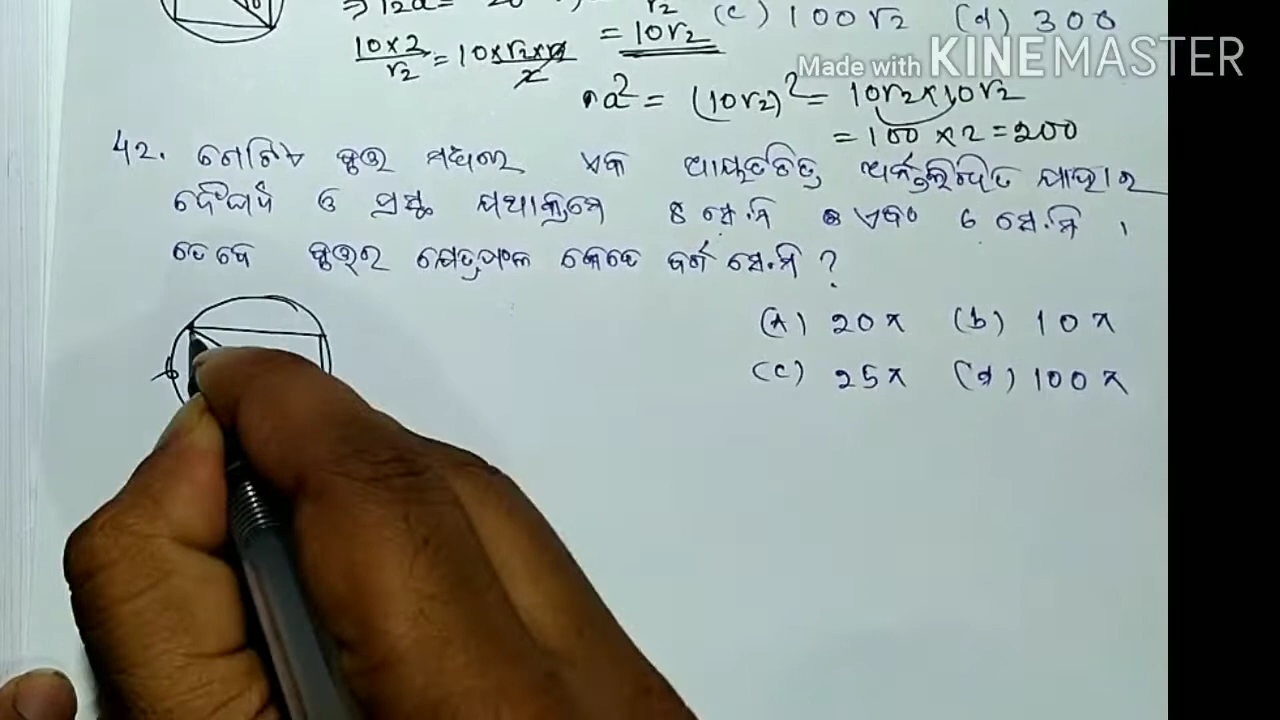 (c) 100√2 (d) 300
10×2/√2 = 10×√2×2/2 = 10√2
Made with KINEMASTER
a² = (10√2)² = 10√2×10√2
= 100 × 2 = 200
42. ଗୋଟିଏ ବୃତ୍ତ ମଧ୍ୟରେ ଏକ ଆୟତଚିତ୍ର ଅର୍ନ୍ତଲିଖିତ ଯାହାର
ଦୈର୍ଘ୍ୟ ଓ ପ୍ରସ୍ଥ ଯଥାକ୍ରମେ 8 ସେ.ମି ଏବଂ 6 ସେ.ମି ।
ତେବେ ବୃତ୍ତର କ୍ଷେତ୍ରଫଳ କେତେ ବର୍ଗ ସେ.ମି ?
(A) 20π (b) 10π
(c) 25π (d) 100π